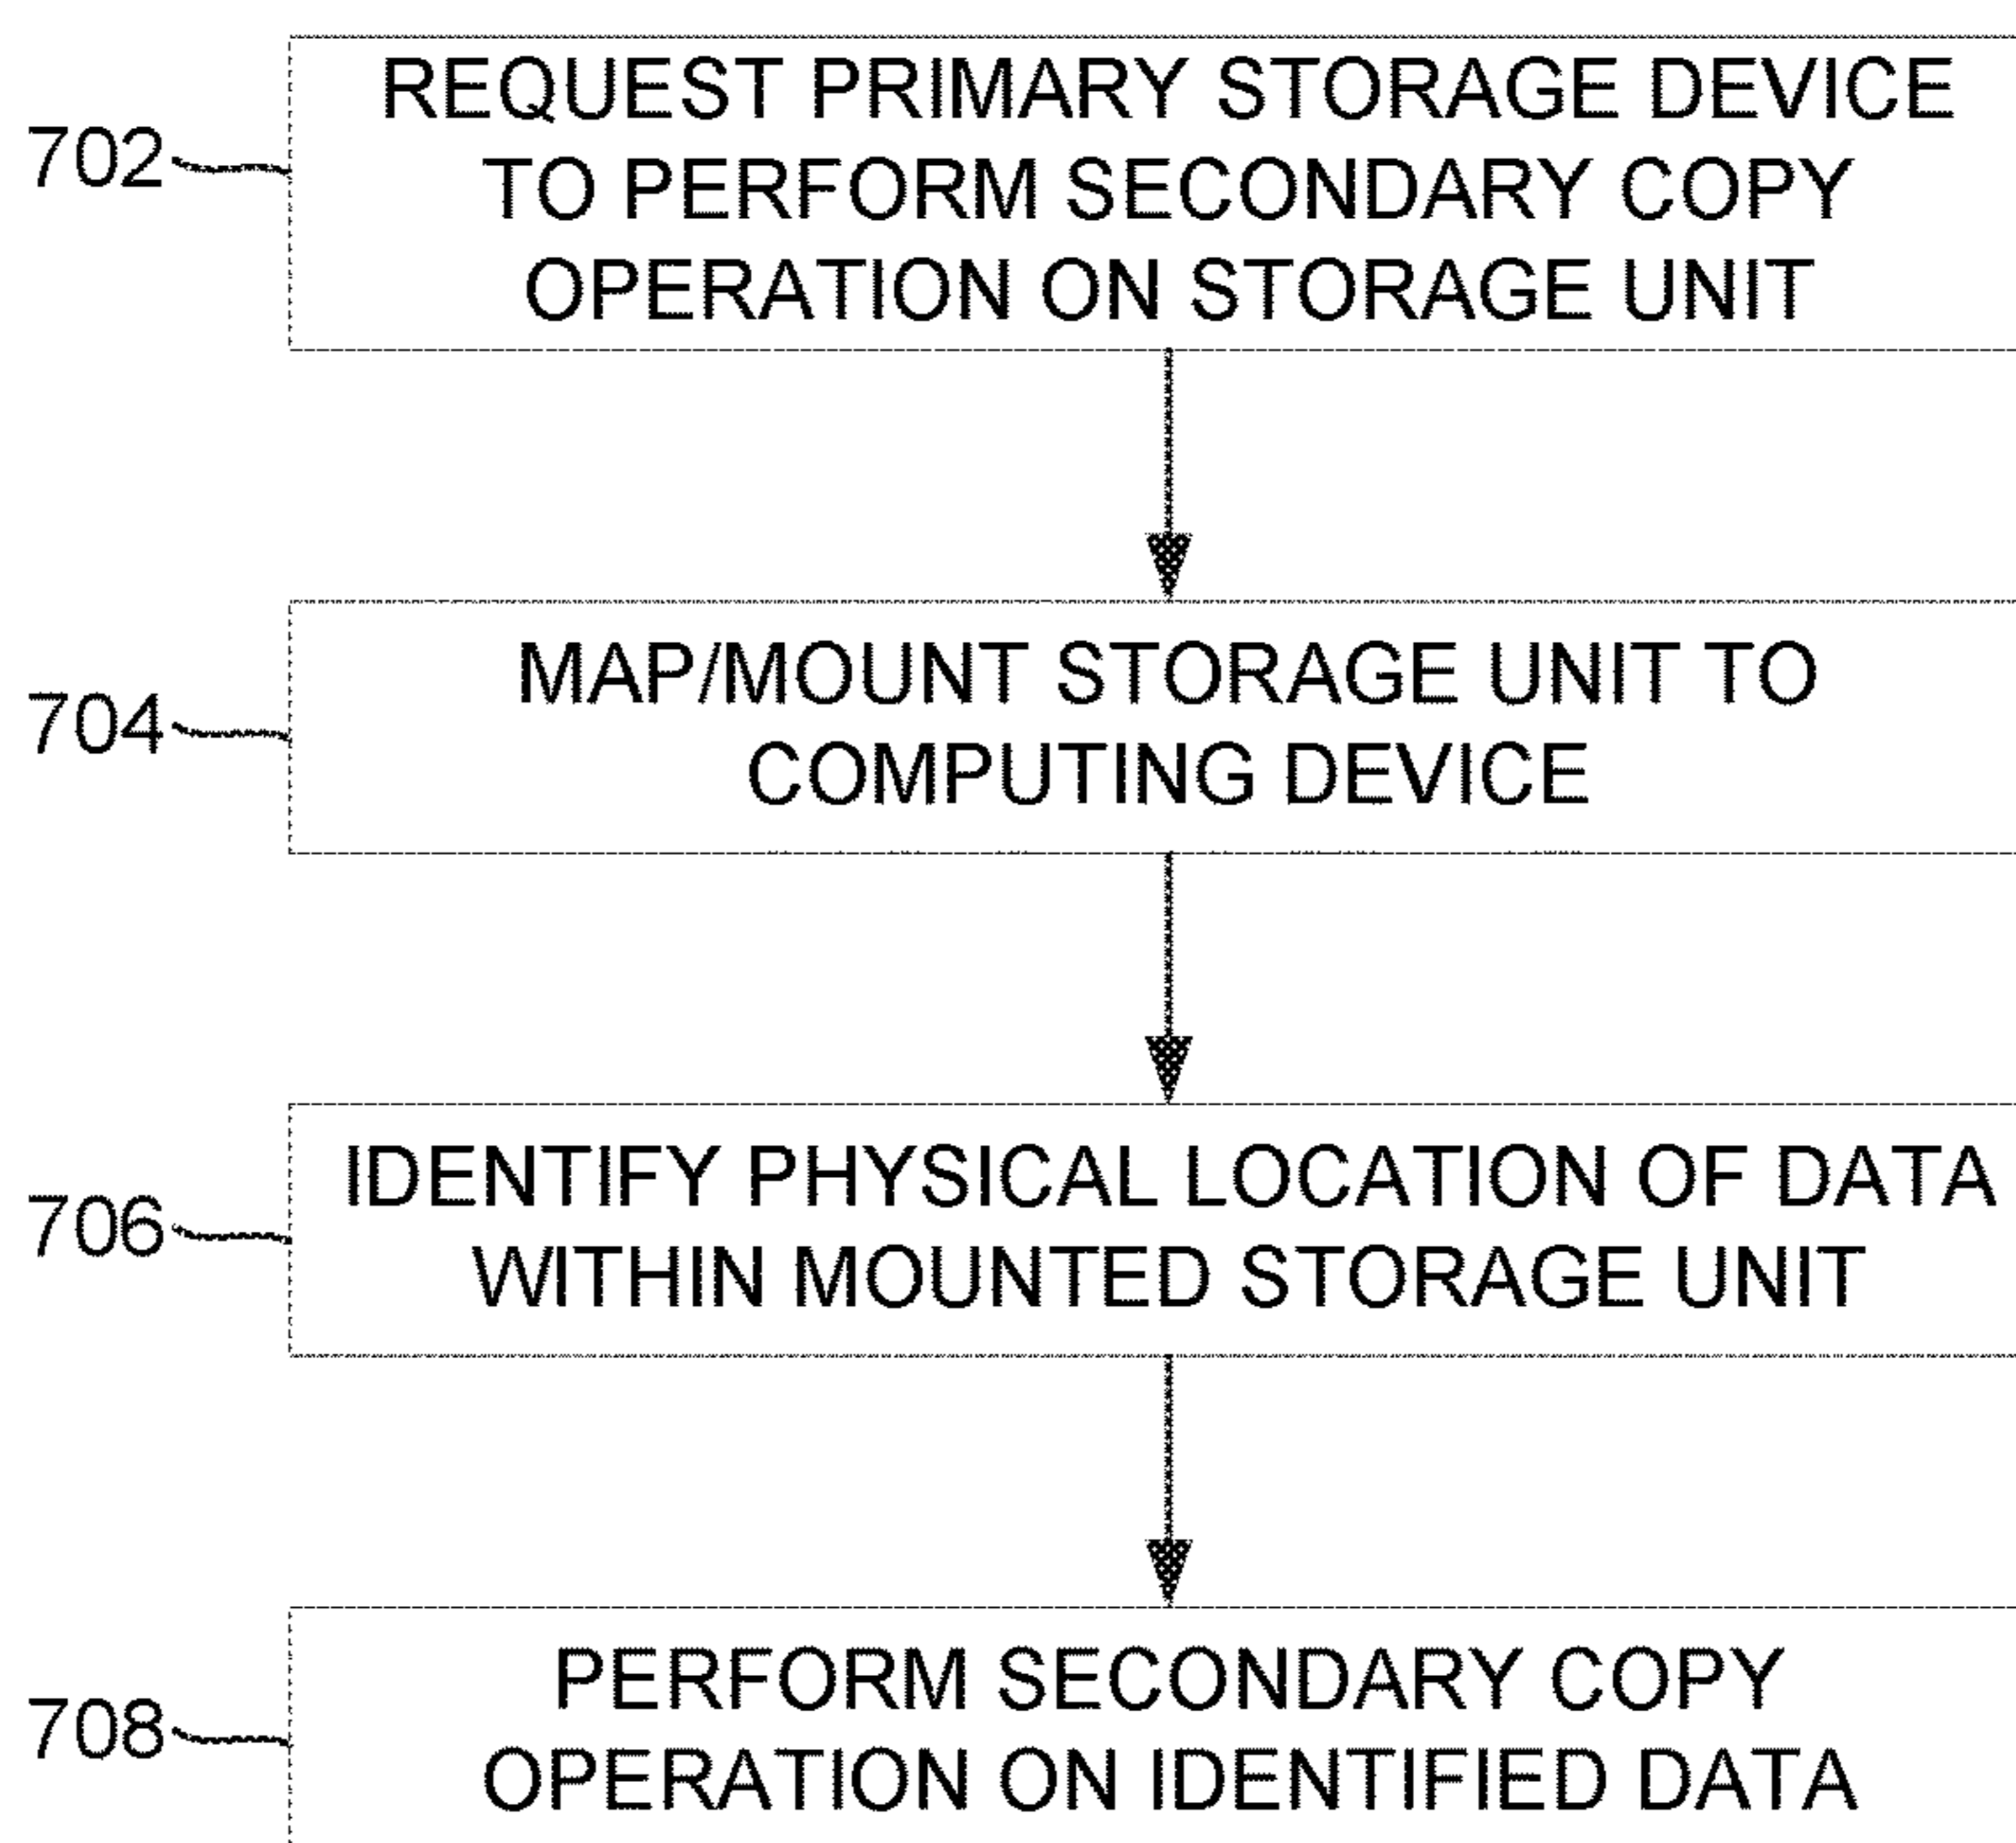 REQUEST PRIMARY STORAGE DEVICE
702
TO PERFORM SECONDARY COPY
OPERATION ON STORAGE UNIT
MAP/MOUNT STORAGE UNIT TO
704
COMPUTING DEVICE
IDENTIFY PHYSICAL LOCATION OF DATA
706
WITHIN MOUNTED STORAGE UNIT
PERFORM SECONDARY COPY
708
OPERATION ON IDENTIFIED DATA